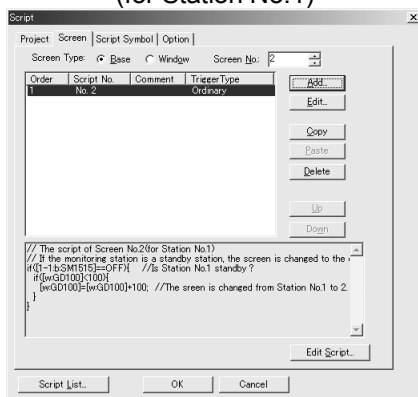 (for Station No.1)
Script
Project Screen Script Symbol Option
Screen Type: Base Window Screen No.: 2
Order Script No. Comment TriggerType
1 No. 2 Ordinary
Add...
Edit...
Copy
Paste
Delete
Up
Down
// The script of Screen No.2(for Station No.1)
// If the monitoring station is a standby station, the screen is changed to the
if([1-1:b:SM1515]==OFF){ //Is Station No.1 standby ?
if([w:GD100]<100){
[w:GD100]=[w:GD100]+100; //The sreen is changed from Station No.1 to 2.
}
}
Edit Script...
Script List... OK Cancel